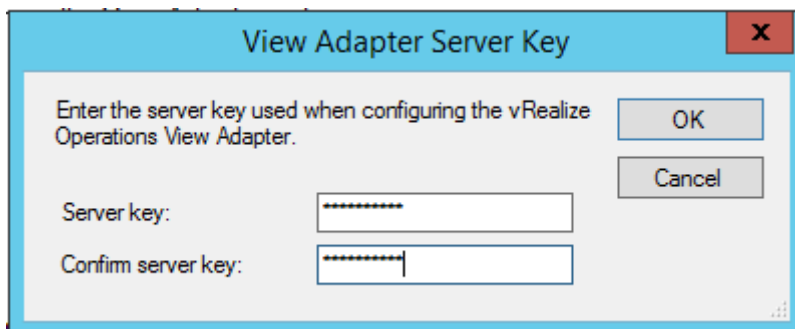 View Adapter Server Key
x
Enter the server key used when configuring the vRealize
Operations View Adapter.
OK
Cancel
Server key: **********
Confirm server key: **********